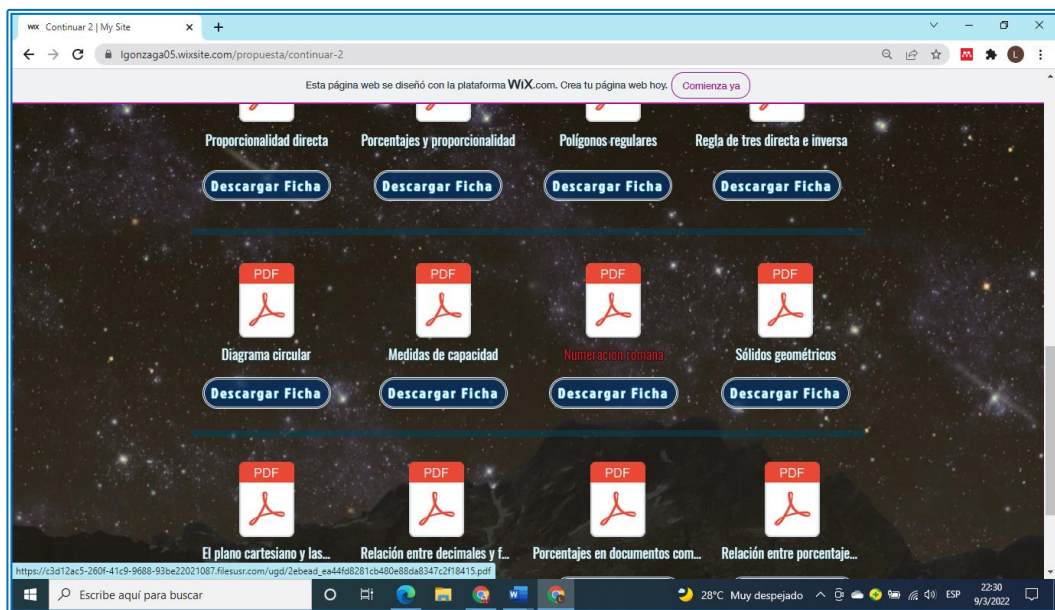 WiX Continuar 2 | My Site
lgonzaga05.wixsite.com/propuesta/continuar-2
L
Esta página web se diseñó con la plataforma WiX.com. Crea tu página web hoy. Comienza ya
Proporcionalidad directa Porcentajes y proporcionalidad Polígonos regulares Regla de tres directa e inversa
Descargar Ficha Descargar Ficha Descargar Ficha Descargar Ficha
PDF PDF PDF PDF
Diagrama circular Medidas de capacidad Numeración romana Sólidos geométricos
Descargar Ficha Descargar Ficha Descargar Ficha Descargar Ficha
PDF PDF PDF PDF
El plano cartesiano y las... Relación entre decimales y f... Porcentajes en documentos com... Relación entre porcentaje...
https://c3d12ac5-260f-41c9-9688-93be22021087.filesusr.com/ugd/2ebead_ea44fd8281cb480e88da8347c2f18415.pdf
Escribe aquí para buscar 28°C Muy despejado ESP 22:30
9/3/2022